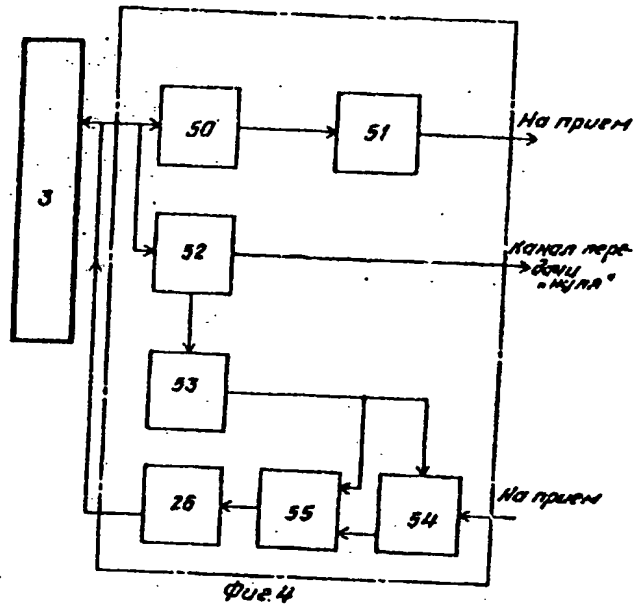 50
51
На прием
3
52
Канал пере-
дачи
„нуля"
53
26
55
54
На прием
Фиг. 4